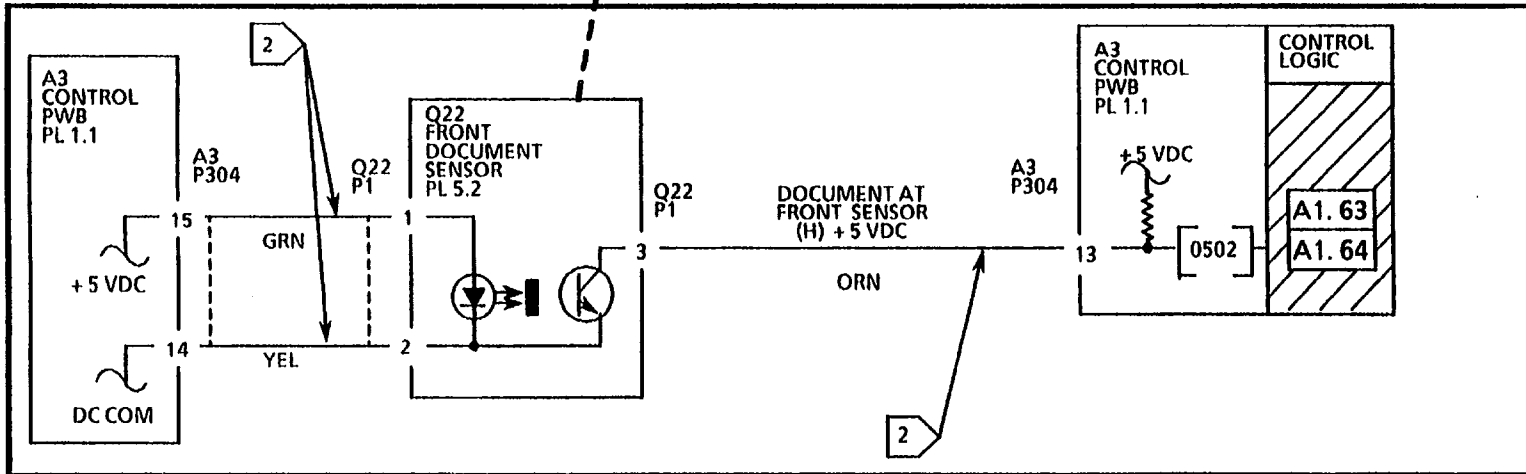 2
A3
CONTROL
PWB
PL 1.1
A3
P304
15
+ 5 VDC
14
DC COM
GRN
YEL
Q22
P1
1
2
Q22
FRONT
DOCUMENT
SENSOR
PL 5.2
Q22
P1
3
DOCUMENT AT
FRONT SENSOR
(H) + 5 VDC
ORN
2
A3
P304
13
A3
CONTROL
PWB
PL 1.1
+ 5 VDC
[0502]
CONTROL
LOGIC
A1. 63
A1. 64